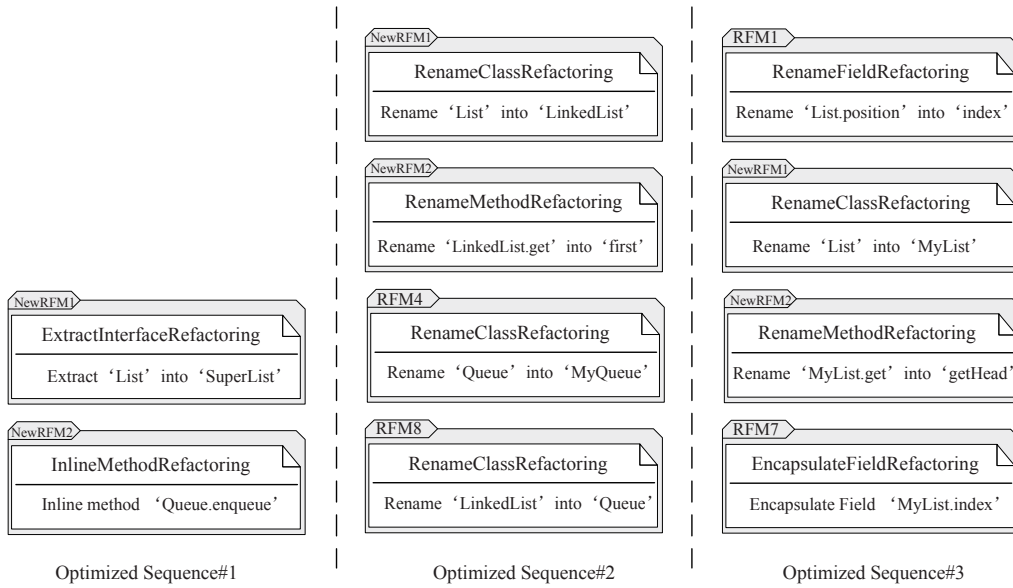 NewRFM1
ExtractInterfaceRefactoring
Extract ‘List’ into ‘SuperList’
NewRFM2
InlineMethodRefactoring
Inline method ‘Queue.enqueue’
Optimized Sequence#1
NewRFM1
RenameClassRefactoring
Rename ‘List’ into ‘LinkedList’
NewRFM2
RenameMethodRefactoring
Rename ‘LinkedList.get’ into ‘first’
RFM4
RenameClassRefactoring
Rename ‘Queue’ into ‘MyQueue’
RFM8
RenameClassRefactoring
Rename ‘LinkedList’ into ‘Queue’
Optimized Sequence#2
RFM1
RenameFieldRefactoring
Rename ‘List.position’ into ‘index’
NewRFM1
RenameClassRefactoring
Rename ‘List’ into ‘MyList’
NewRFM2
RenameMethodRefactoring
Rename ‘MyList.get’ into ‘getHead’
RFM7
EncapsulateFieldRefactoring
Encapsulate Field ‘MyList.index’
Optimized Sequence#3